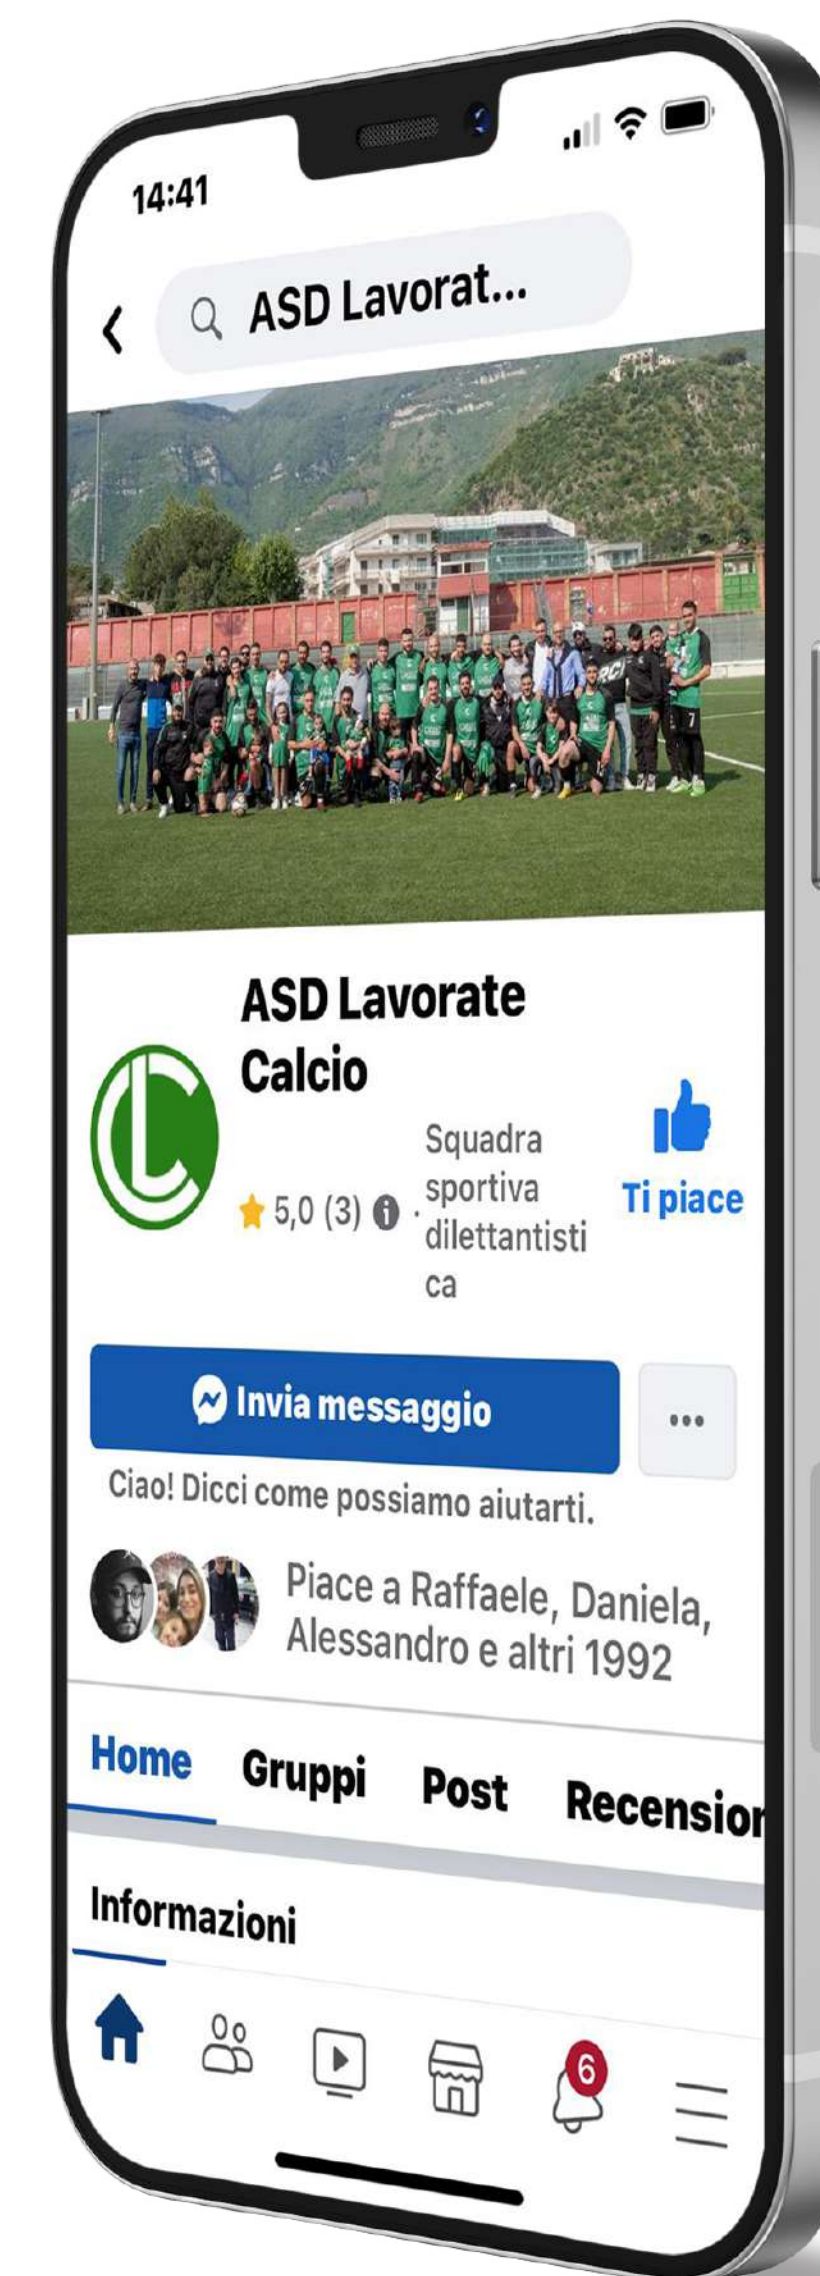 14:41
ASD Lavorat...
ASD Lavorate
Calcio
5,0 (3) ·
Squadra
sportiva
dilettantisti
ca
Ti piace
Invia messaggio
Ciao! Dicci come possiamo aiutarti.
Piace a Raffaele, Daniela,
Alessandro e altri 1992
Home Gruppi Post Recension
Informazioni
6